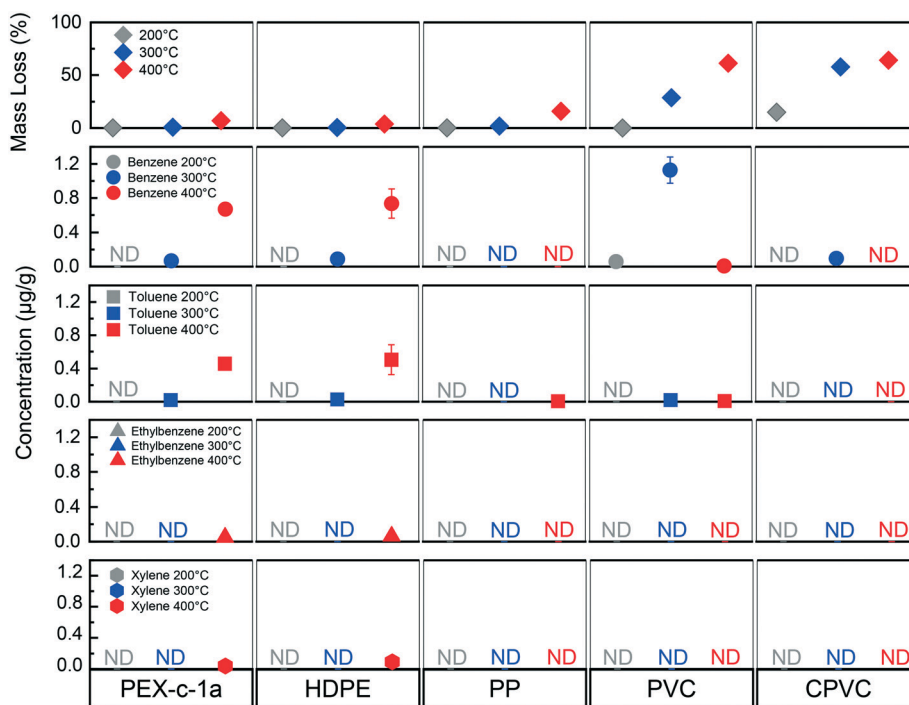 Mass Loss (%)
100
50
0
200°C
300°C
400°C
Concentration (µg/g)
1.2
0.8
0.4
0.0
Benzene 200°C
Benzene 300°C
Benzene 400°C
ND
ND
ND ND ND
ND
ND
1.2
0.8
0.4
0.0
Toluene 200°C
Toluene 300°C
Toluene 400°C
ND
ND
ND ND
ND
ND ND ND
1.2
0.8
0.4
0.0
Ethylbenzene 200°C
Ethylbenzene 300°C
Ethylbenzene 400°C
ND ND
ND ND
ND ND ND
ND ND ND
ND ND ND
1.2
0.8
0.4
0.0
Xylene 200°C
Xylene 300°C
Xylene 400°C
ND ND
ND ND
ND ND ND
ND ND ND
ND ND ND
PEX-c-1a
HDPE
PP
PVC
CPVC